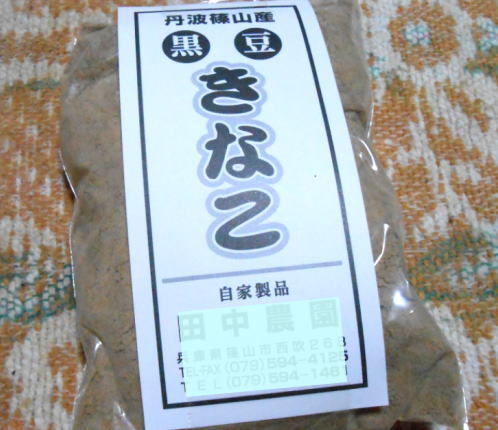 丹波篠山産
黒豆
きなこ
自家製品
田中農園
兵庫県篠山市西吹268
TEL-FAX(079)594-4125
TEL(079)594-1481